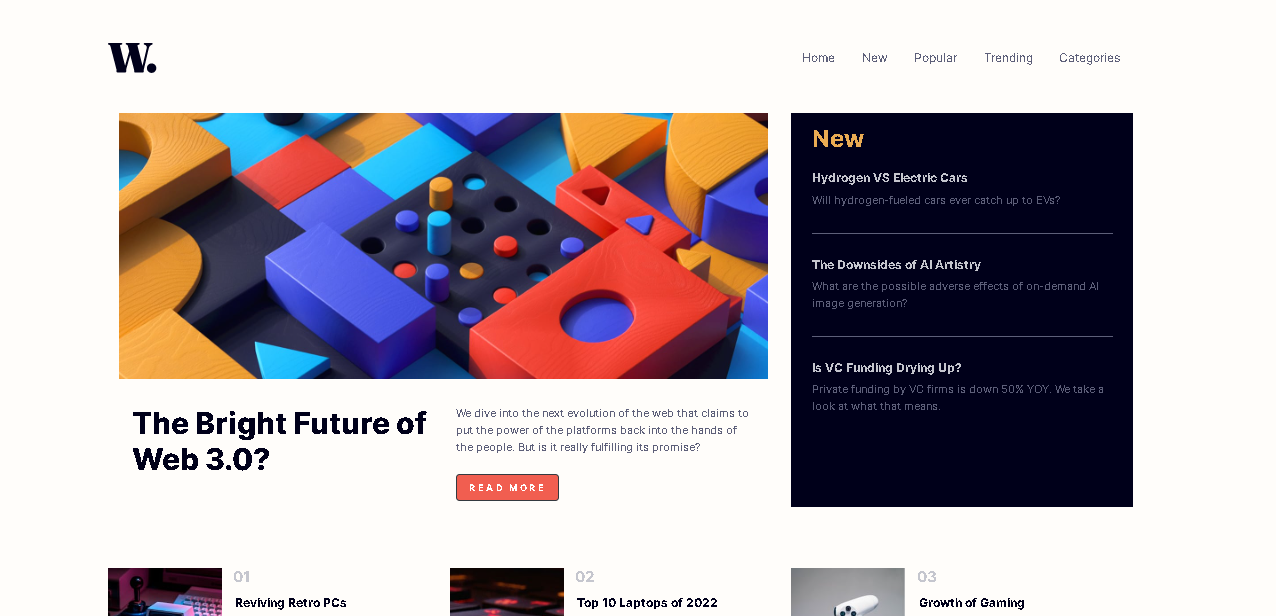 W.
Home New Popular Trending Categories
New
Hydrogen VS Electric Cars
Will hydrogen-fueled cars ever catch up to EVs?
The Downsides of AI Artistry
What are the possible adverse effects of on-demand AI
image generation?
Is VC Funding Drying Up?
Private funding by VC firms is down 50% YOY. We take a
look at what that means.
The Bright Future of
Web 3.0?
We dive into the next evolution of the web that claims to
put the power of the platforms back into the hands of
the people. But is it really fulfilling its promise?
READ MORE
01
Reviving Retro PCs
02
Top 10 Laptops of 2022
03
Growth of Gaming